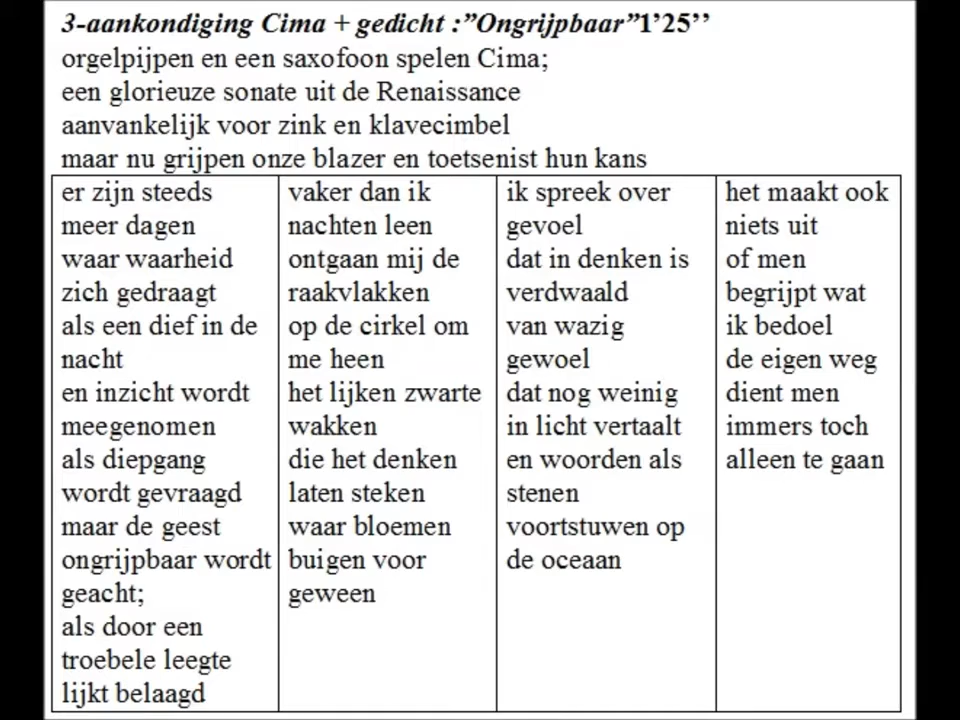 3-aankondiging Cima + gedicht :”Ongrijpbaar”1’25’’
orgelpijpen en een saxofoon spelen Cima;
een glorieuze sonate uit de Renaissance
aanvankelijk voor zink en klavecimbel
maar nu grijpen onze blazer en toetsenist hun kans
er zijn steeds
meer dagen
waar waarheid
zich gedraagt
als een dief in de
nacht
en inzicht wordt
meegenomen
als diepgang
wordt gevraagd
maar de geest
ongrijpbaar wordt
geacht;
als door een
troebele leegte
lijkt belaagd
vaker dan ik
nachten leen
ontgaan mij de
raakvlakken
op de cirkel om
me heen
het lijken zwarte
wakken
die het denken
laten steken
waar bloemen
buigen voor
geween
ik spreek over
gevoel
dat in denken is
verdwaald
van wazig
gewoel
dat nog weinig
in licht vertaalt
en woorden als
stenen
voortstuwen op
de oceaan
het maakt ook
niets uit
of men
begrijpt wat
ik bedoel
de eigen weg
dient men
immers toch
alleen te gaan